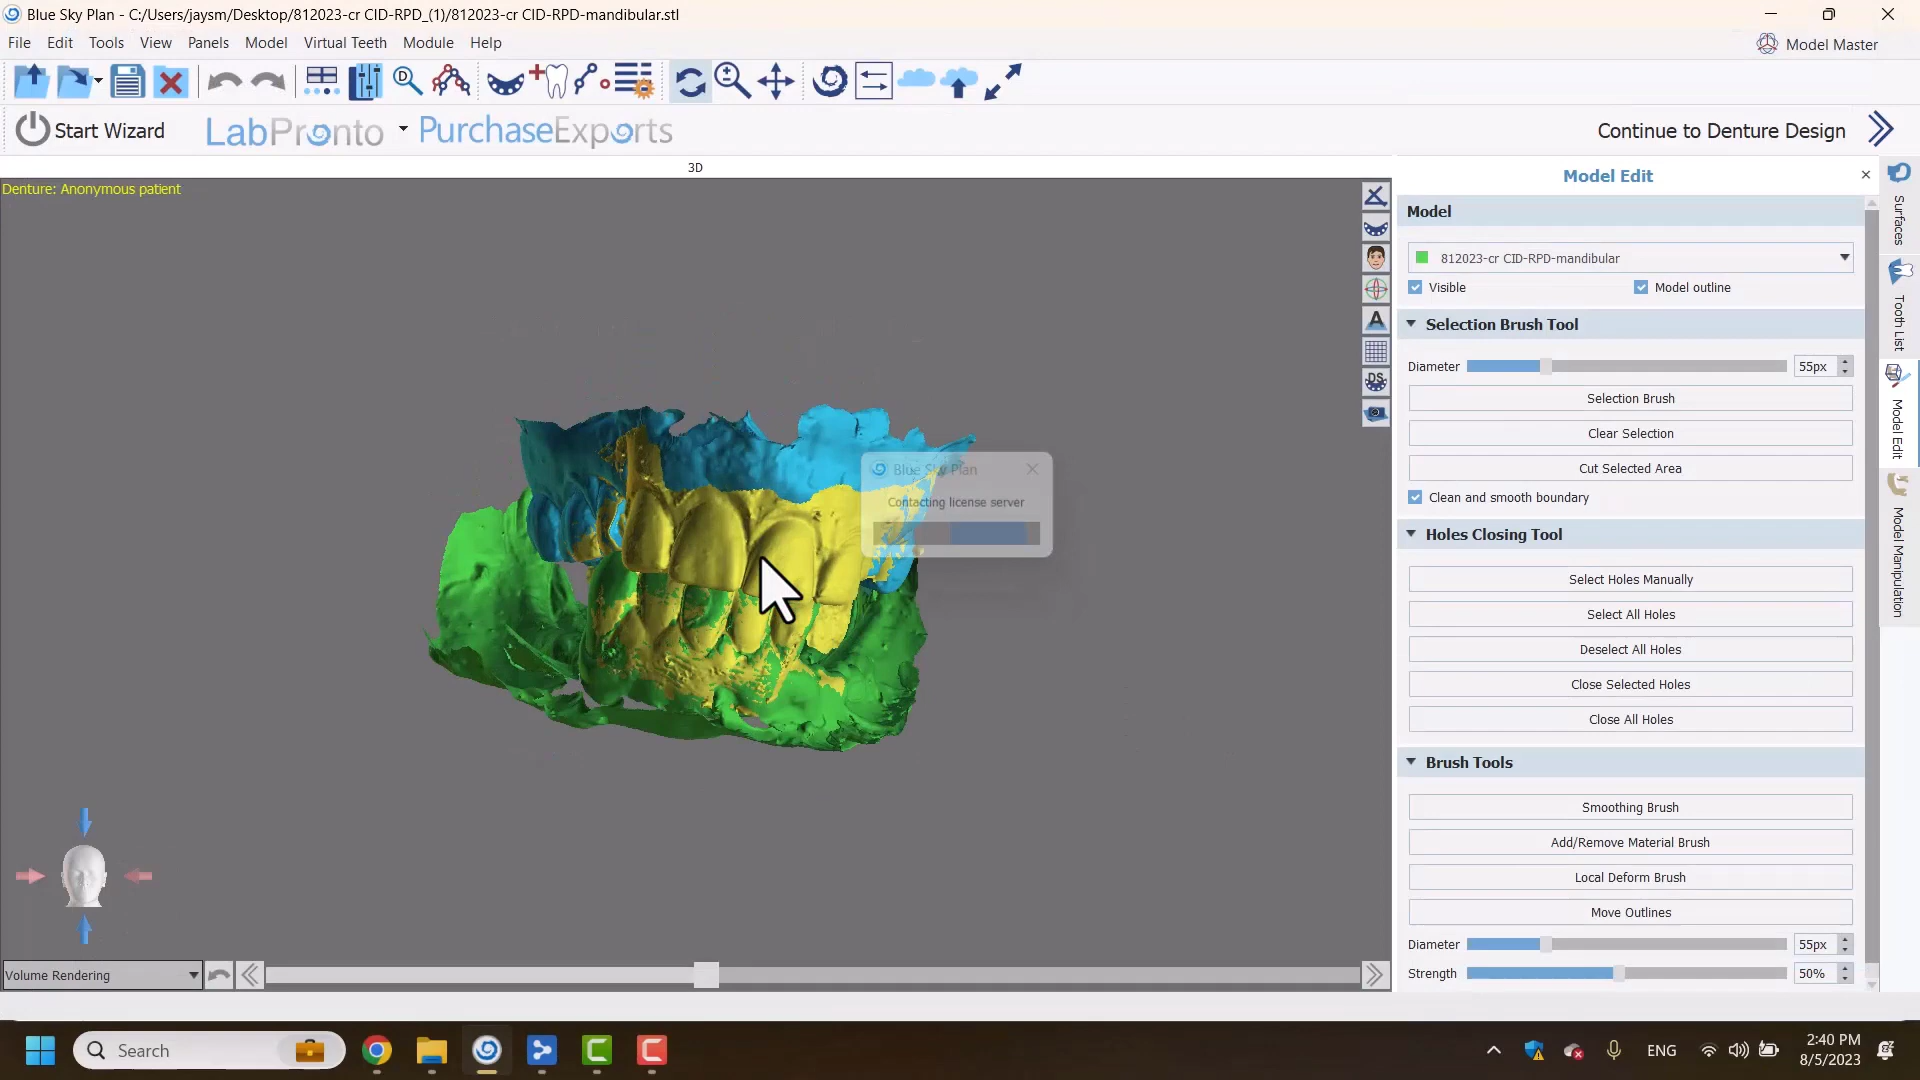 Blue Sky Plan - C:/Users/jaysm/Desktop/812023-cr CID-RPD_(1)/812023-cr CID-RPD-mandibular.stl
File Edit Tools View Panels Model Virtual Teeth Module Help
Model Master
D
Start Wizard
LabPronto
PurchaseExports
Continue to Denture Design
3D
Denture: Anonymous patient
A
DS
Blue Sky Plan
Contacting license server
Volume Rendering
Model Edit
Model
812023-cr CID-RPD-mandibular
Visible
Model outline
Selection Brush Tool
Diameter
55px
Selection Brush
Clear Selection
Cut Selected Area
Clean and smooth boundary
Holes Closing Tool
Select Holes Manually
Select All Holes
Deselect All Holes
Close Selected Holes
Close All Holes
Brush Tools
Smoothing Brush
Add/Remove Material Brush
Local Deform Brush
Move Outlines
Diameter
55px
Strength
50%
Surfaces
Tooth List
Model Edit
Model Manipulation
Search
ENG
2:40 PM
8/5/2023